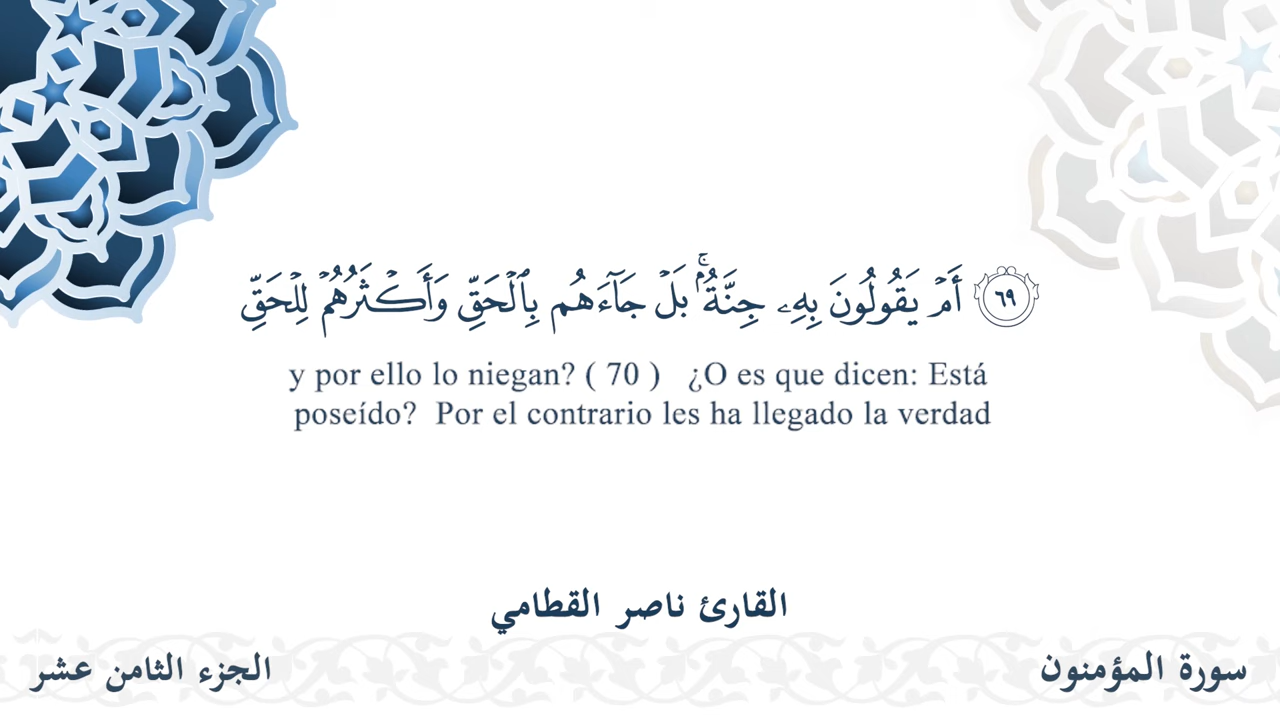 ٦٩ أَمْ يَقُولُونَ بِهِۦ جِنَّةُۢ ۚ بَلْ جَآءَهُم بِٱلْحَقِّ وَأَكْثَرُهُمْ لِلْحَقِّ
y por ello lo niegan? ( 70 ) ¿O es que dicen: Está
poseído? Por el contrario les ha llegado la verdad
القارئ ناصر القطامي
سورة المؤمنون
الجزء الثامن عشر